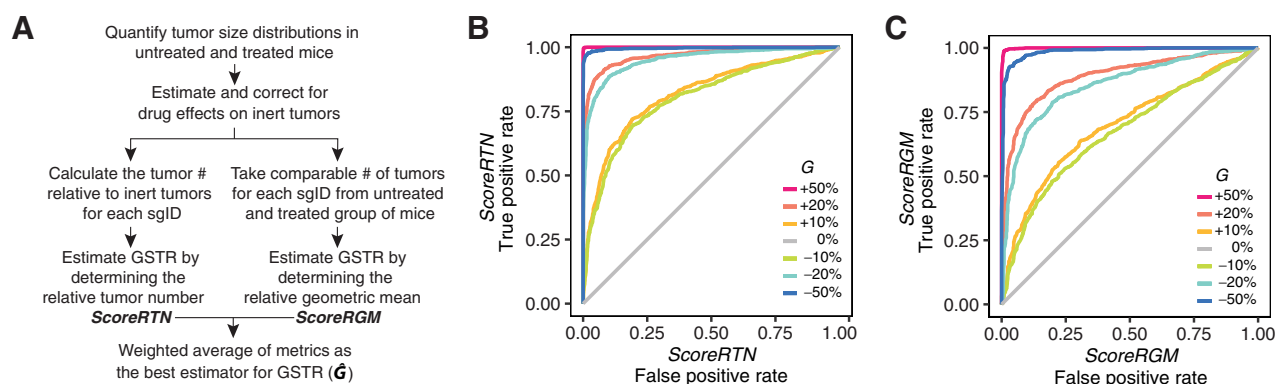 A
Quantify tumor size distributions in
untreated and treated mice
Estimate and correct for
drug effects on inert tumors
Calculate the tumor #
relative to inert tumors
for each sgID
Take comparable # of tumors
for each sgID from untreated
and treated group of mice
Estimate GSTR by
determining the
relative tumor number
ScoreRTN
Estimate GSTR by
determining the
relative geometric mean
ScoreRGM
Weighted average of metrics as
the best estimator for GSTR (Ĝ)
B
ScoreRTN
True positive rate
1.00
0.75
0.50
0.25
0.00
G
+50%
+20%
+10%
0%
−10%
−20%
−50%
0.00 0.25 0.50 0.75 1.00
ScoreRTN
False positive rate
C
ScoreRGM
True positive rate
1.00
0.75
0.50
0.25
0.00
G
+50%
+20%
+10%
0%
−10%
−20%
−50%
0.00 0.25 0.50 0.75 1.00
ScoreRGM
False positive rate